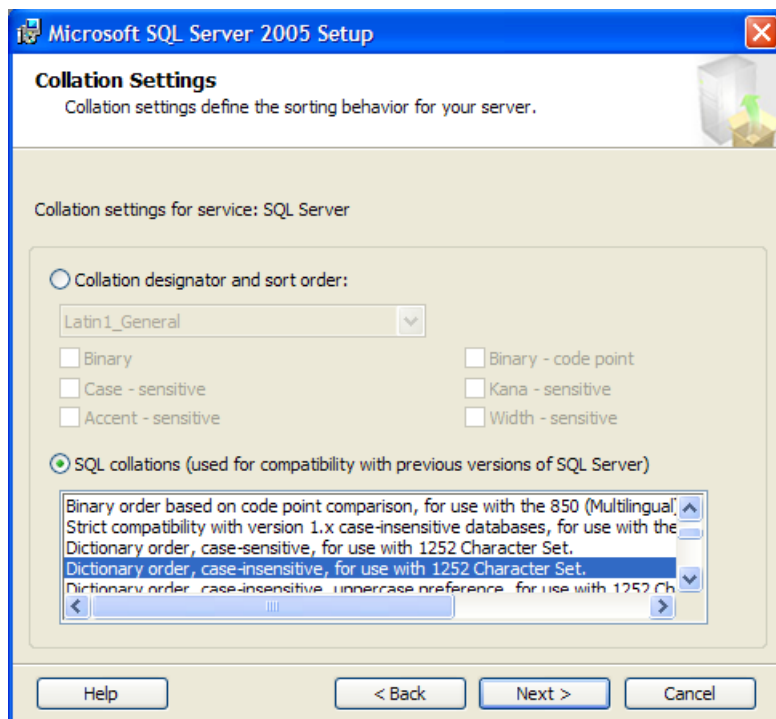 Microsoft SQL Server 2005 Setup
Collation Settings
Collation settings define the sorting behavior for your server.
Collation settings for service: SQL Server
Collation designator and sort order:
Latin1_General
Binary
Binary - code point
Case - sensitive
Kana - sensitive
Accent - sensitive
Width - sensitive
SQL collations (used for compatibility with previous versions of SQL Server)
Binary order based on code point comparison, for use with the 850 (Multilingual)
Strict compatibility with version 1.x case-insensitive databases, for use with the
Dictionary order, case-sensitive, for use with 1252 Character Set.
Dictionary order, case-insensitive, for use with 1252 Character Set.
Dictionary order, case-insensitive, uppercase preference, for use with 1252 Ch
Help
< Back
Next >
Cancel